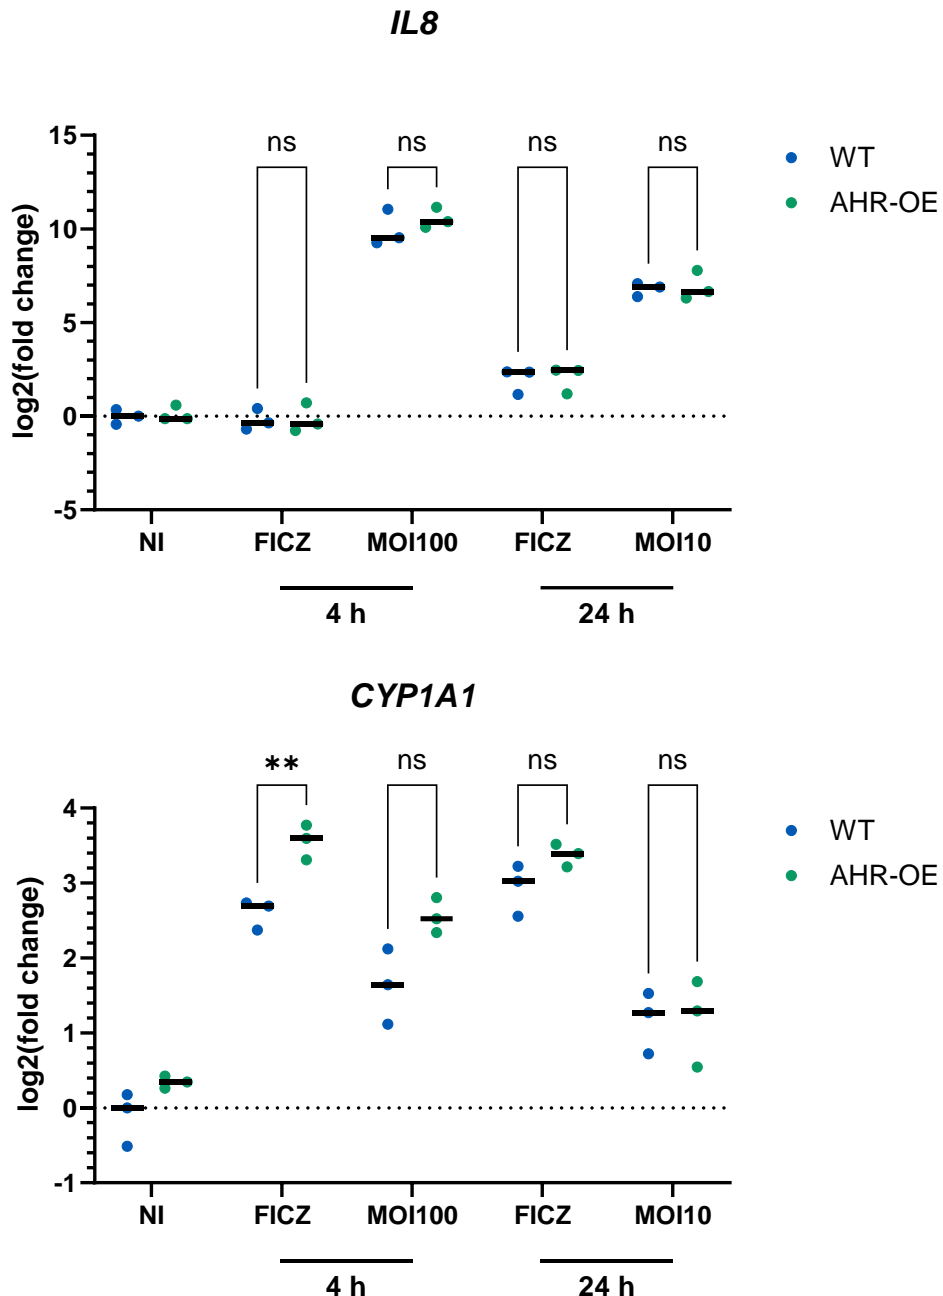 IL8
ns ns ns ns
WT
AHR-OE
log2(fold change)
15
10
5
0
-5
NI FICZ MOI100 FICZ MOI10
4 h 24 h
CYP1A1
** ns ns ns
WT
AHR-OE
log2(fold change)
4
3
2
1
0
-1
NI FICZ MOI100 FICZ MOI10
4 h 24 h